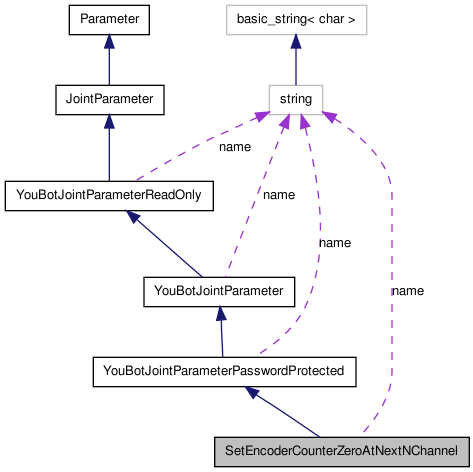 Parameter
basic_string< char >
JointParameter
string
name
YouBotJointParameterReadOnly
name
name
YouBotJointParameter
name
YouBotJointParameterPasswordProtected
SetEncoderCounterZeroAtNextNChannel